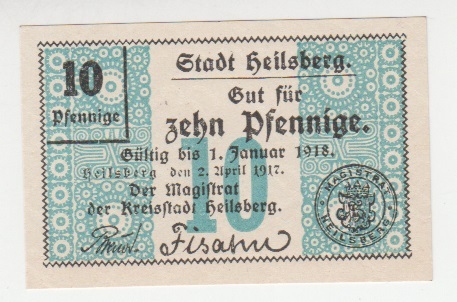 10
Pfennige
Stadt Heilsberg.
Gut für
zehn Pfennige.
10
Gültig bis 1. Januar 1918.
Heilsberg den 2. April 1917.
Der Magistrat
der Kreisstadt Heilsberg.
MAGISTRAT
HEILSBERG